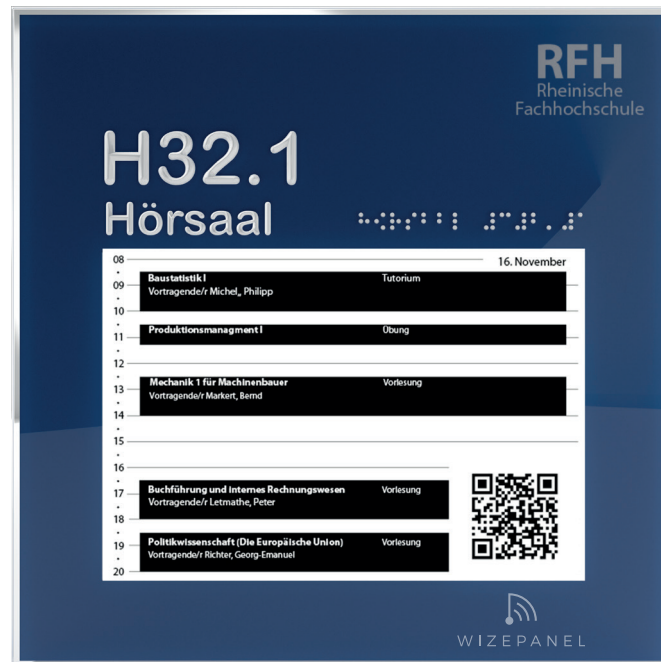 RFH
Rheinische
Fachhochschule
H32.1
Hörsaal
⠓⠪⠗⠎⠁⠁⠇ ⠼⠉⠃⠲⠼⠁
08
16. November
Baustatistik I Tutorium
09
Vortragende/r Michel,, Philipp
10
Produktionsmanagment I Übung
11
12
Mechanik 1 für Machinenbauer Vorlesung
13
Vortragende/r Markert, Bernd
14
15
16
Buchführung und internes Rechnungswesen Vorlesung
17
Vortragende/r Letmathe, Peter
18
Politikwissenschaft (Die Europäische Union) Vorlesung
19
Vortragende/r Richter, Georg-Emanuel
20
WIZEPANEL